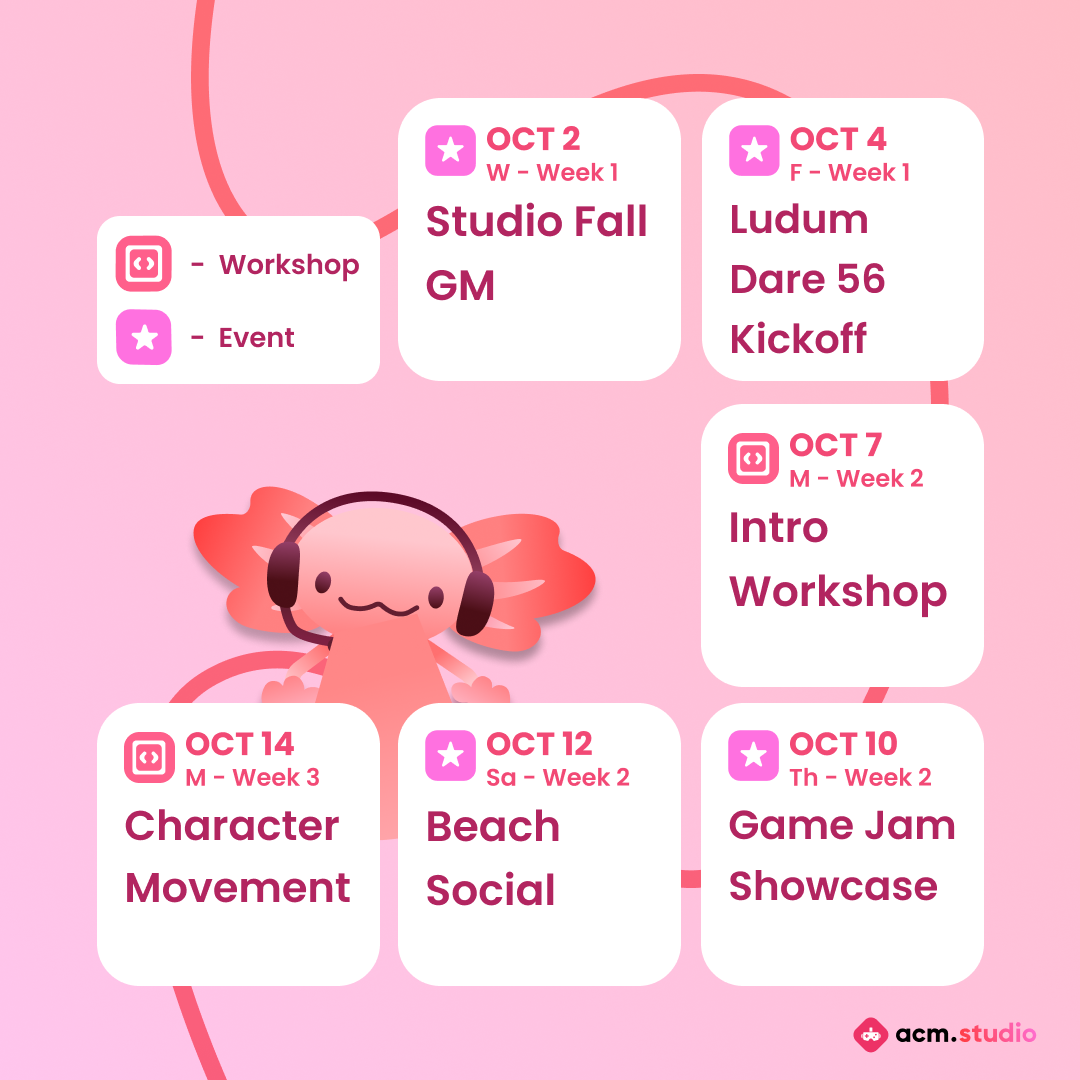 - Workshop
- Event
OCT 2
W - Week 1
Studio Fall
GM
OCT 4
F - Week 1
Ludum
Dare 56
Kickoff
OCT 7
M - Week 2
Intro
Workshop
OCT 10
Th - Week 2
Game Jam
Showcase
OCT 12
Sa - Week 2
Beach
Social
OCT 14
M - Week 3
Character
Movement
acm.studio